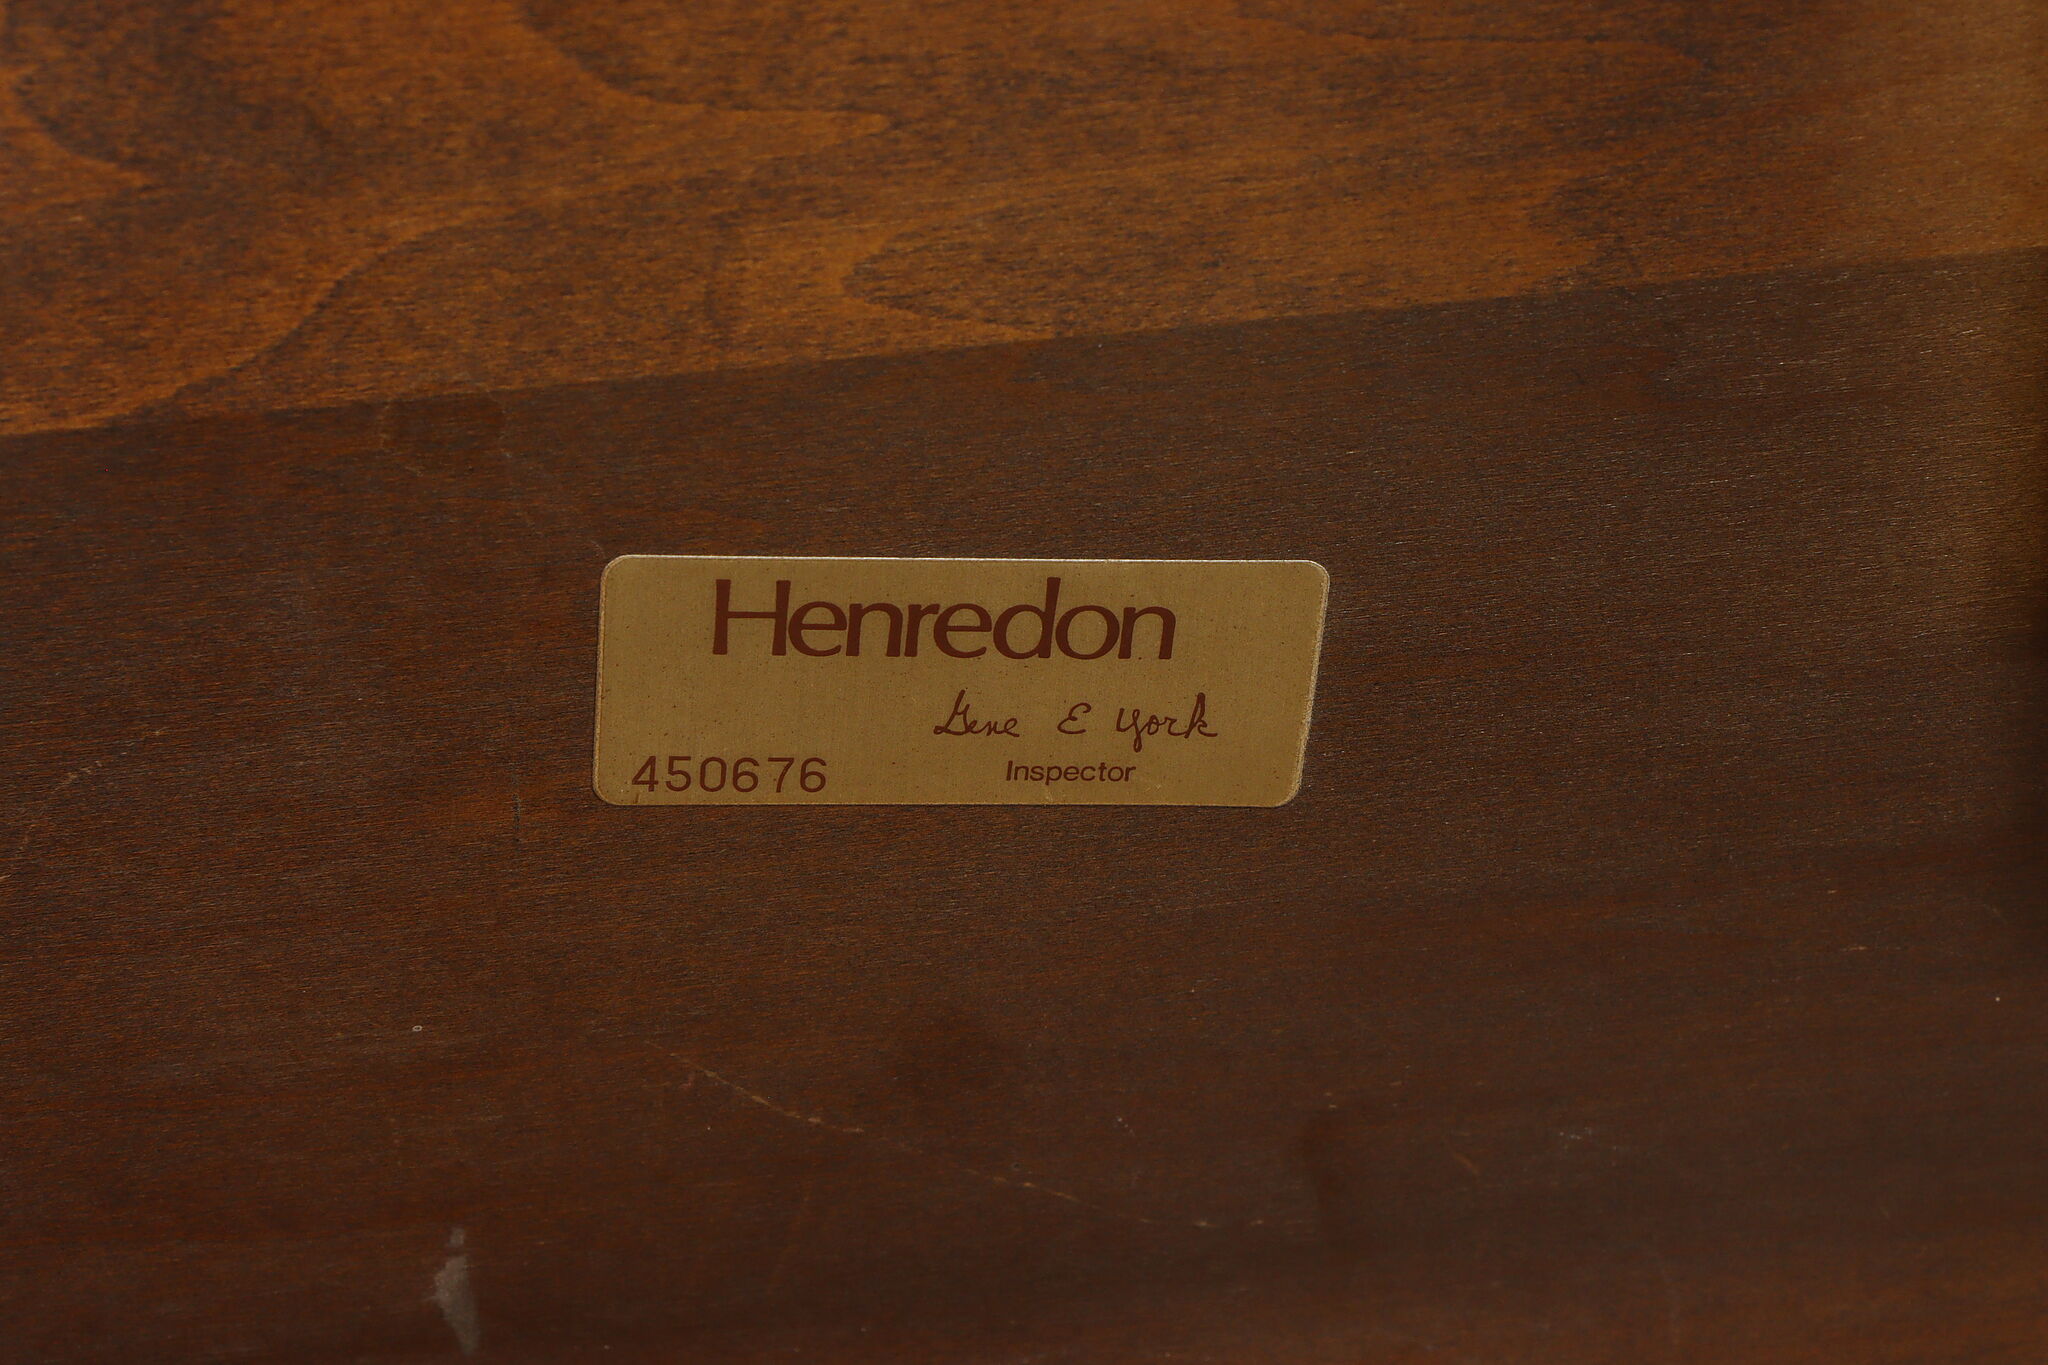 Henredon
Gene E York
450676 Inspector